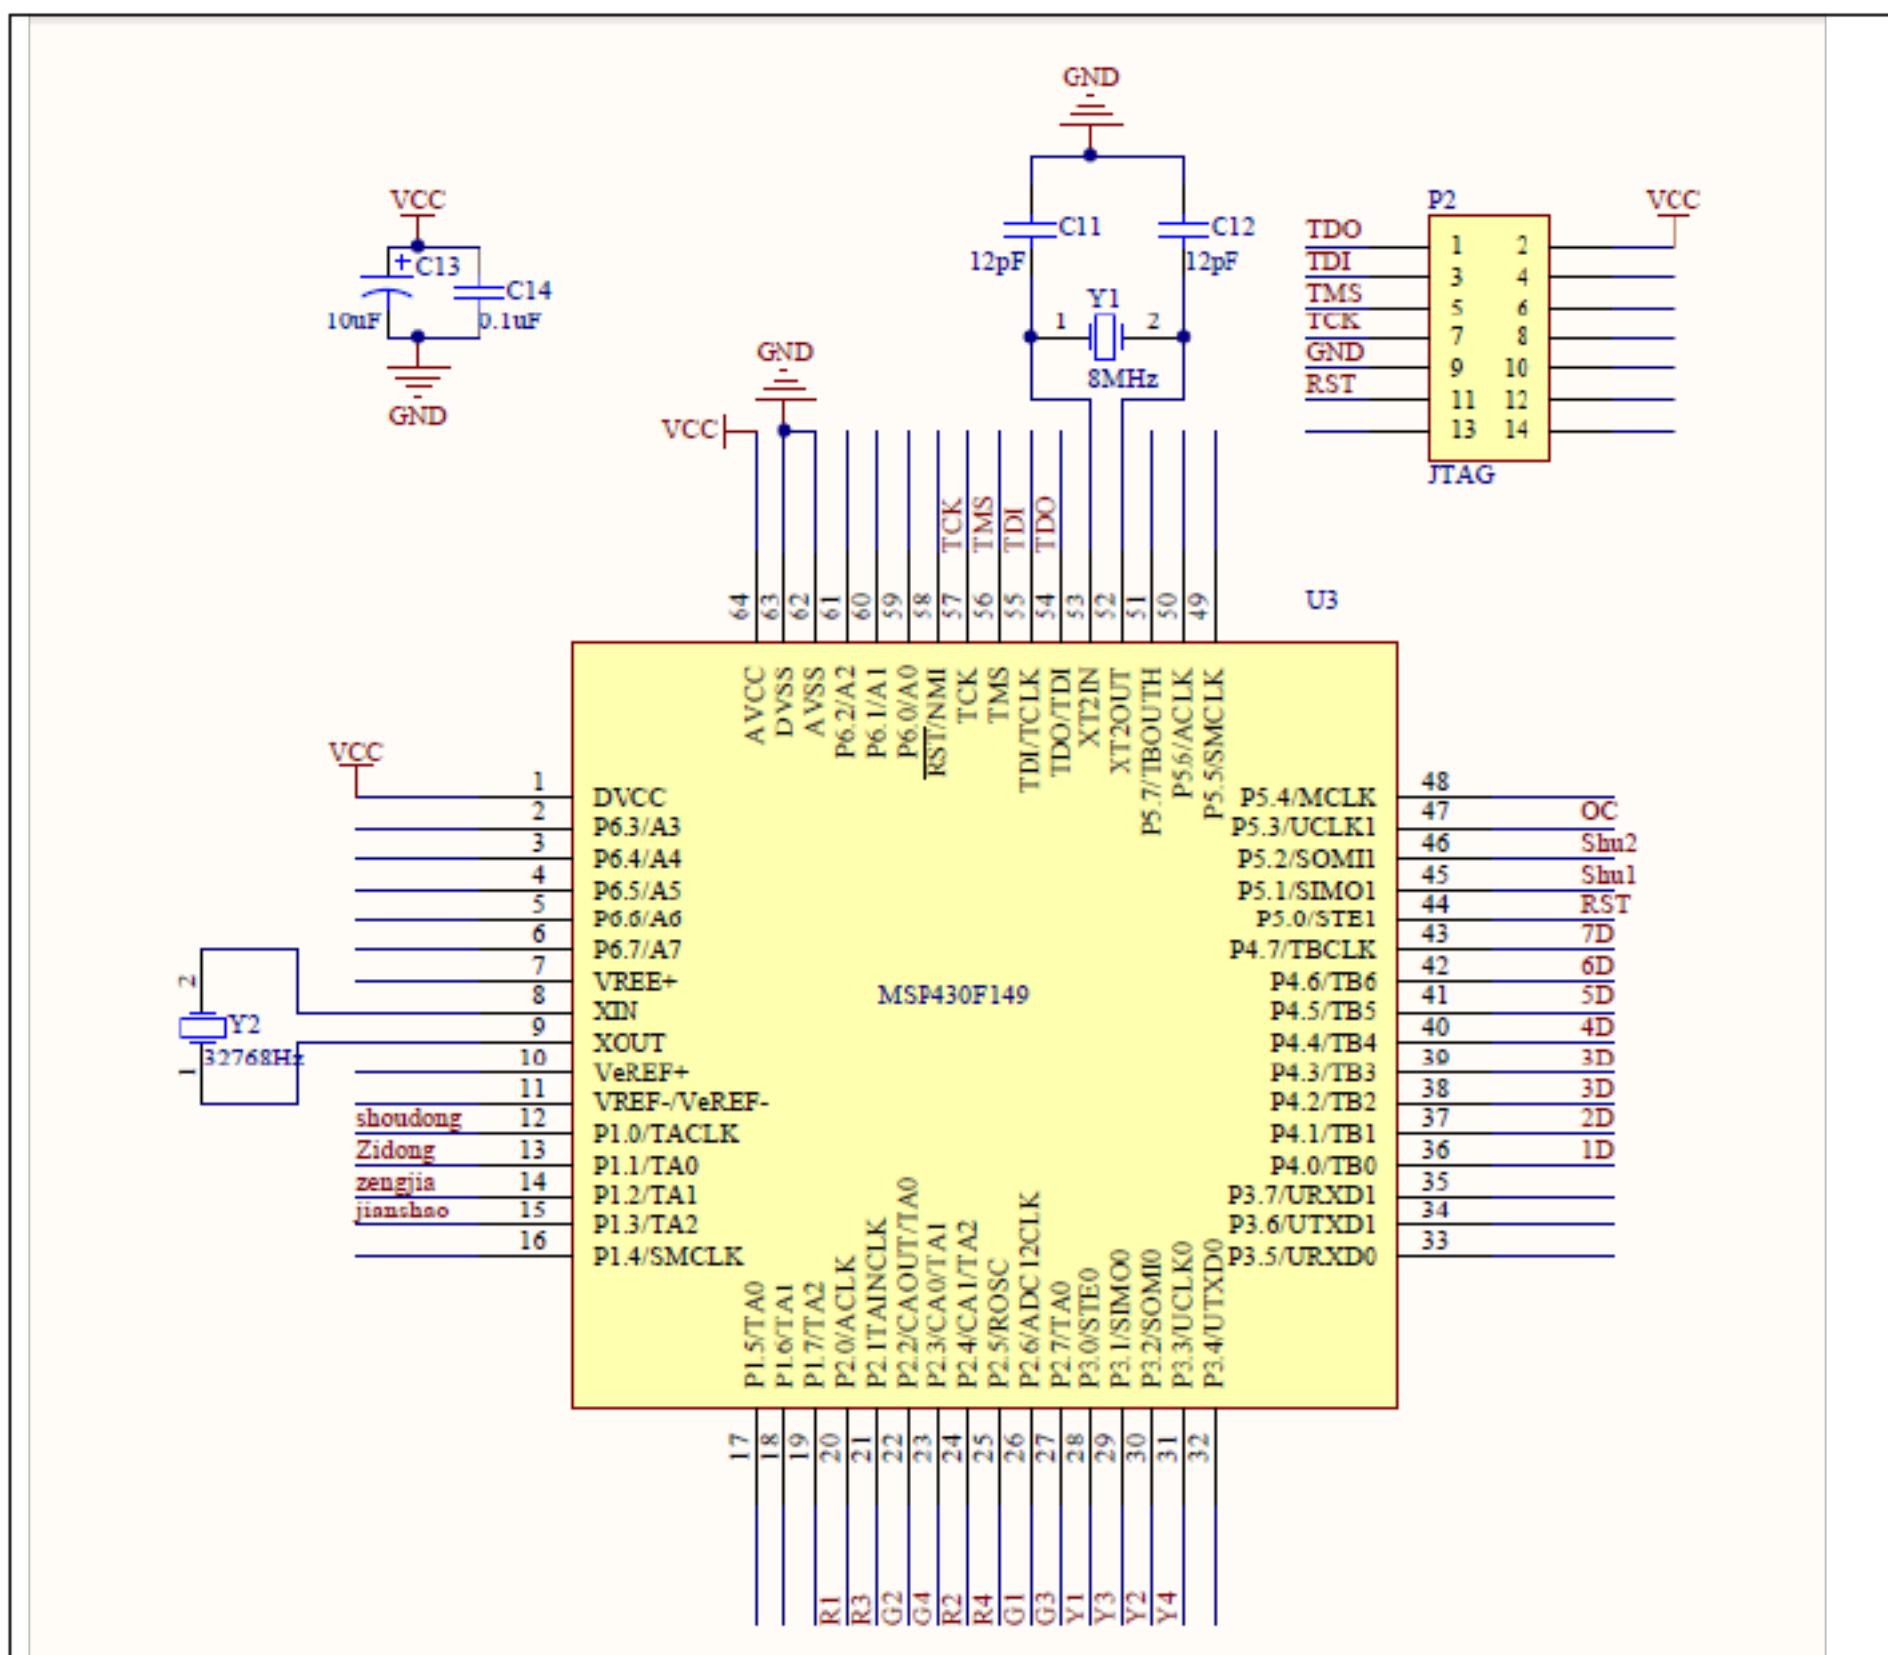 GND
C11
12pF
C12
12pF
Y1
1
2
8MHz
VCC
C13
10uF
C14
0.1uF
GND
P2
VCC
TDO
1
2
TDI
3
4
TMS
5
6
TCK
7
8
GND
9
10
RST
11
12
13
14
JTAG
GND
VCC
TCK
TMS
TDI
TDO
64
63
62
61
60
59
58
57
56
55
54
53
52
51
50
49
U3
AVCC
DVSS
AVSS
P6.2/A2
P6.1/A1
P6.0/A0
RST/NMI
TCK
TMS
TDI/TCLK
TDO/TDI
XT2IN
XT2OUT
P5.7/TBOUTH
P5.6/ACLK
P5.5/SMCLK
VCC
1 DVCC
2 P6.3/A3
3 P6.4/A4
4 P6.5/A5
5 P6.6/A6
6 P6.7/A7
7 VREE+
8 XIN
9 XOUT
10 VeREF+
11 VREF-/VeREF-
shoudong 12 P1.0/TACLK
Zidong 13 P1.1/TA0
zengjia 14 P1.2/TA1
jianshao 15 P1.3/TA2
16 P1.4/SMCLK
2
Y2
32768Hz
1
MSP430F149
P5.4/MCLK 48
P5.3/UCLK1 47 OC
P5.2/SOMI1 46 Shu2
P5.1/SIMO1 45 Shu1
P5.0/STE1 44 RST
P4.7/TBCLK 43 7D
P4.6/TB6 42 6D
P4.5/TB5 41 5D
P4.4/TB4 40 4D
P4.3/TB3 39 3D
P4.2/TB2 38 3D
P4.1/TB1 37 2D
P4.0/TB0 36 1D
P3.7/URXD1 35
P3.6/UTXD1 34
P3.5/URXD0 33
P1.5/TA0
P1.6/TA1
P1.7/TA2
P2.0/ACLK
P2.1TAINCLK
P2.2/CAOUT/TA0
P2.3/CA0/TA1
P2.4/CA1/TA2
P2.5/ROSC
P2.6/ADC12CLK
P2.7/TA0
P3.0/STE0
P3.1/SIMO0
P3.2/SOMI0
P3.3/UCLK0
P3.4/UTXD0
17
18
19
20
21
22
23
24
25
26
27
28
29
30
31
32
R1
R3
G2
G4
R2
R4
G1
G3
Y1
Y3
Y2
Y4